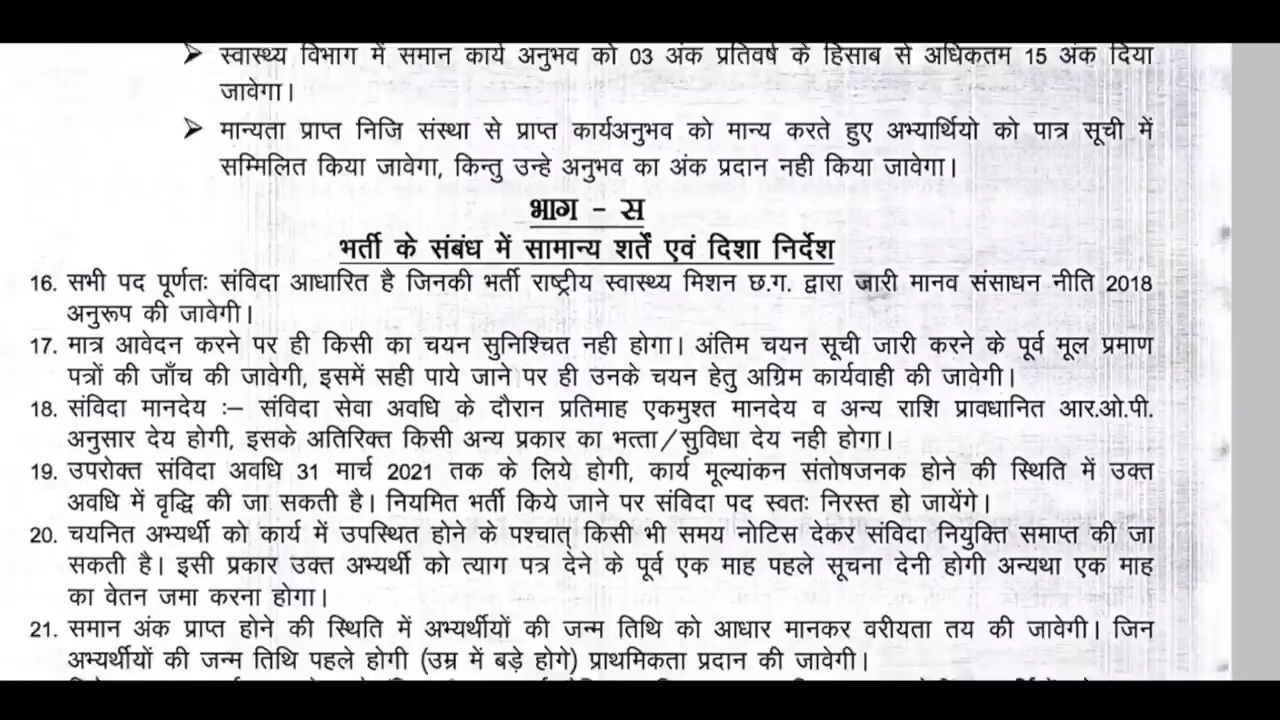 ➤ स्वास्थ्य विभाग में समान कार्य अनुभव को 03 अंक प्रतिवर्ष के हिसाब से अधिकतम 15 अंक दिया
जावेगा।
➤ मान्यता प्राप्त निजि संस्था से प्राप्त कार्यअनुभव को मान्य करते हुए अभ्यार्थियो को पात्र सूची में
सम्मिलित किया जावेगा, किन्तु उन्हे अनुभव का अंक प्रदान नही किया जावेगा।
भाग - स
भर्ती के संबंध में सामान्य शर्तें एवं दिशा निर्देश
16. सभी पद पूर्णतः संविदा आधारित है जिनकी भर्ती राष्ट्रीय स्वास्थ्य मिशन छ.ग. द्वारा जारी मानव संसाधन नीति 2018
अनुरूप की जावेगी।
17. मात्र आवेदन करने पर ही किसी का चयन सुनिश्चित नही होगा। अंतिम चयन सूची जारी करने के पूर्व मूल प्रमाण
पत्रों की जाँच की जावेगी, इसमें सही पाये जाने पर ही उनके चयन हेतु अग्रिम कार्यवाही की जावेगी।
18. संविदा मानदेय :– संविदा सेवा अवधि के दौरान प्रतिमाह एकमुश्त मानदेय व अन्य राशि प्रावधानित आर.ओ.पी.
अनुसार देय होगी, इसके अतिरिक्त किसी अन्य प्रकार का भत्ता/सुविधा देय नही होगा।
19. उपरोक्त संविदा अवधि 31 मार्च 2021 तक के लिये होगी, कार्य मूल्यांकन संतोषजनक होने की स्थिति में उक्त
अवधि में वृद्धि की जा सकती है। नियमित भर्ती किये जाने पर संविदा पद स्वतः निरस्त हो जायेंगे।
20. चयनित अभ्यर्थी को कार्य में उपस्थित होने के पश्चात् किसी भी समय नोटिस देकर संविदा नियुक्ति समाप्त की जा
सकती है। इसी प्रकार उक्त अभ्यर्थी को त्याग पत्र देने के पूर्व एक माह पहले सूचना देनी होगी अन्यथा एक माह
का वेतन जमा करना होगा।
21. समान अंक प्राप्त होने की स्थिति में अभ्यर्थीयों की जन्म तिथि को आधार मानकर वरीयता तय की जावेगी। जिन
अभ्यर्थीयों की जन्म तिथि पहले होगी (उम्र में बड़े होगे) प्राथमिकता प्रदान की जावेगी।